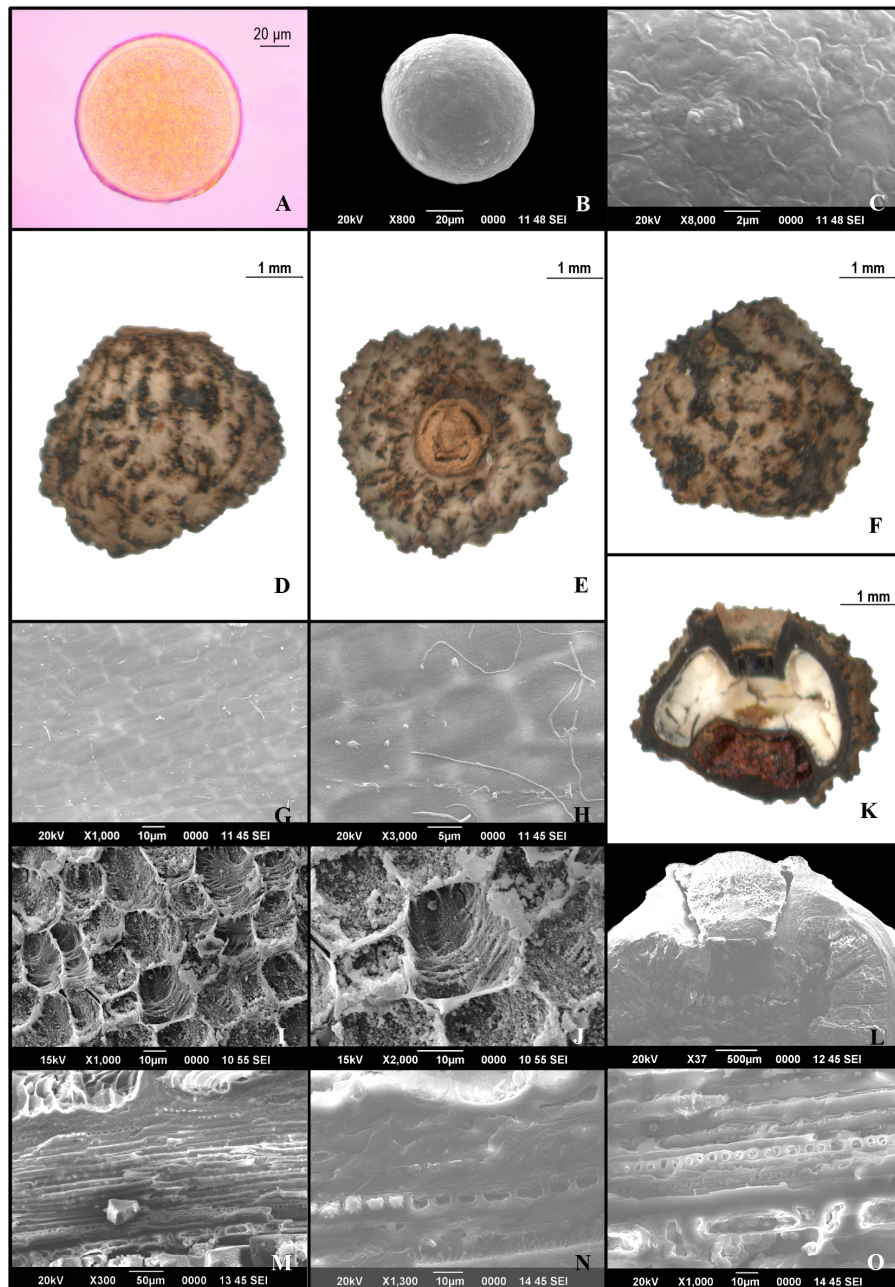 20 µm
A
B
20kV X800 20µm 0000 11 48 SEI
C
20kV X8,000 2µm 0000 11 48 SEI
1 mm
D
1 mm
E
1 mm
F
G
20kV X1,000 10µm 0000 11 45 SEI
H
20kV X3,000 5µm 0000 11 45 SEI
1 mm
K
I
15kV X1,000 10µm 0000 10 55 SEI
J
15kV X2,000 10µm 0000 10 55 SEI
L
20kV X37 500µm 0000 12 45 SEI
M
20kV X300 50µm 0000 13 45 SEI
N
20kV X1,300 10µm 0000 14 45 SEI
O
20kV X1,000 10µm 0000 14 45 SEI